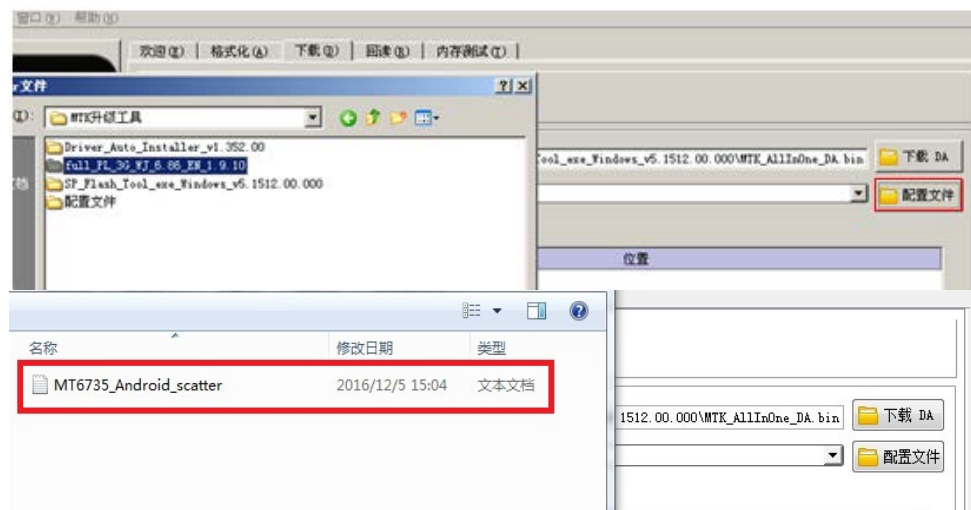 窗口(W) 帮助(H)
欢迎(E) 格式化(A) 下载(D) 回读(R) 内存测试(T)
r文件
(I): MTK升级工具
Driver_Auto_Installer_v1.352.00
full_PL_3G_WJ_6.86_EN_1.9.10
SP_Flash_Tool_exe_Windows_v5.1512.00.000
配置文件
Tool_exe_Windows_v5.1512.00.000\MTK_AllInOne_DA.bin 下载 DA
配置文件
位置
名称 修改日期 类型
MT6735_Android_scatter 2016/12/5 15:04 文本文档
1512.00.000\MTK_AllInOne_DA.bin 下载 DA
配置文件